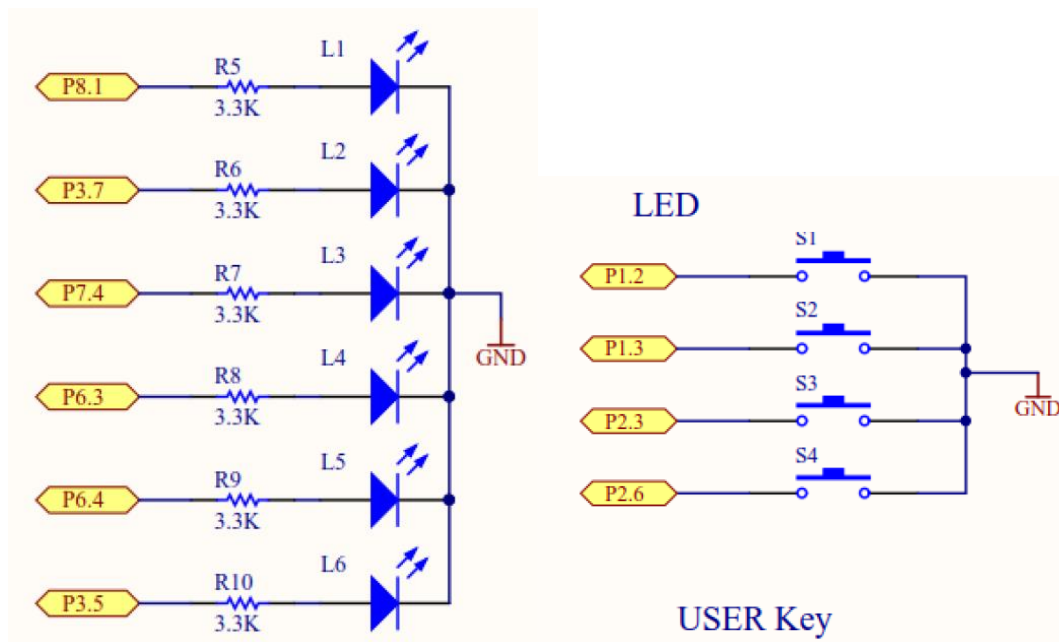 L1
R5
P8.1
3.3K
L2
R6
P3.7
3.3K
L3
R7
P7.4
3.3K
GND
L4
R8
P6.3
3.3K
L5
R9
P6.4
3.3K
L6
R10
P3.5
3.3K
LED
S1
P1.2
S2
P1.3
GND
S3
P2.3
S4
P2.6
USER Key